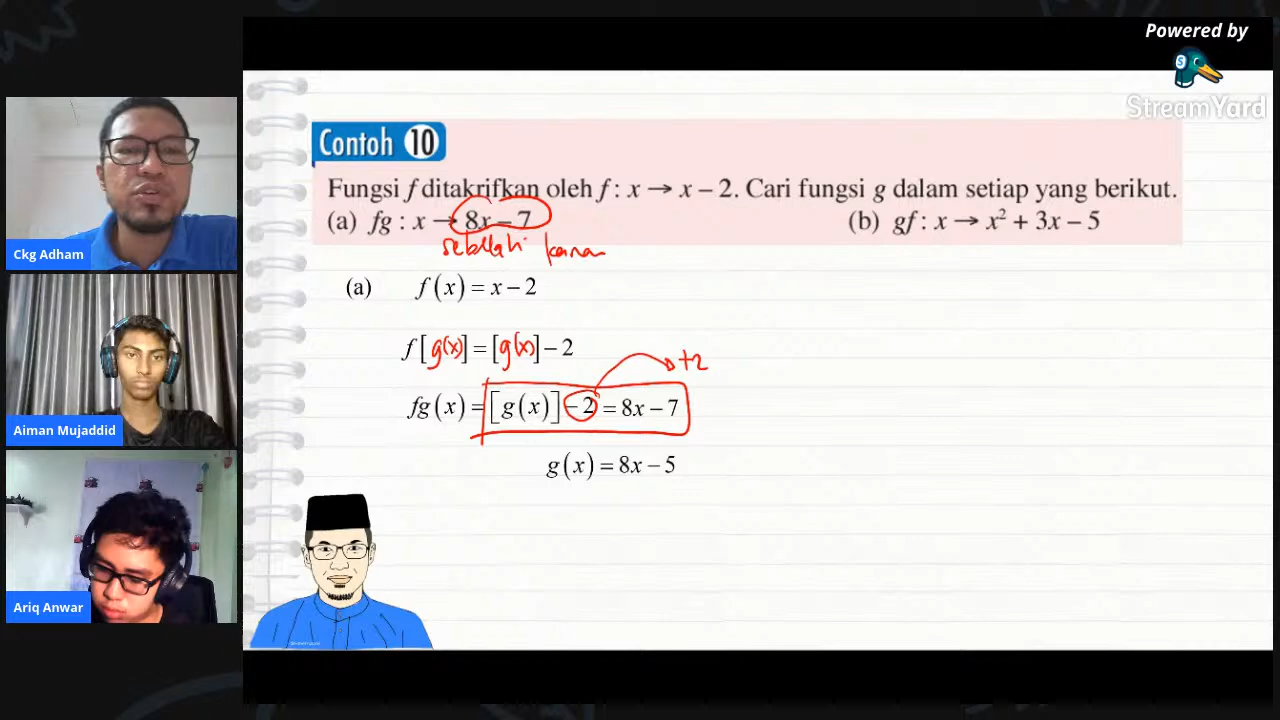 Powered by
StreamYard
Contoh 10
Fungsi f ditakrifkan oleh f : x → x − 2. Cari fungsi g dalam setiap yang berikut.
(a) fg : x → 8x − 7
(b) gf : x → x² + 3x − 5
sebelah kanan
(a) f(x) = x − 2
f[g(x)] = [g(x)] − 2
+2
fg(x) = [g(x)] − 2 = 8x − 7
g(x) = 8x − 5
Ckg Adham
Aiman Mujaddid
Ariq Anwar